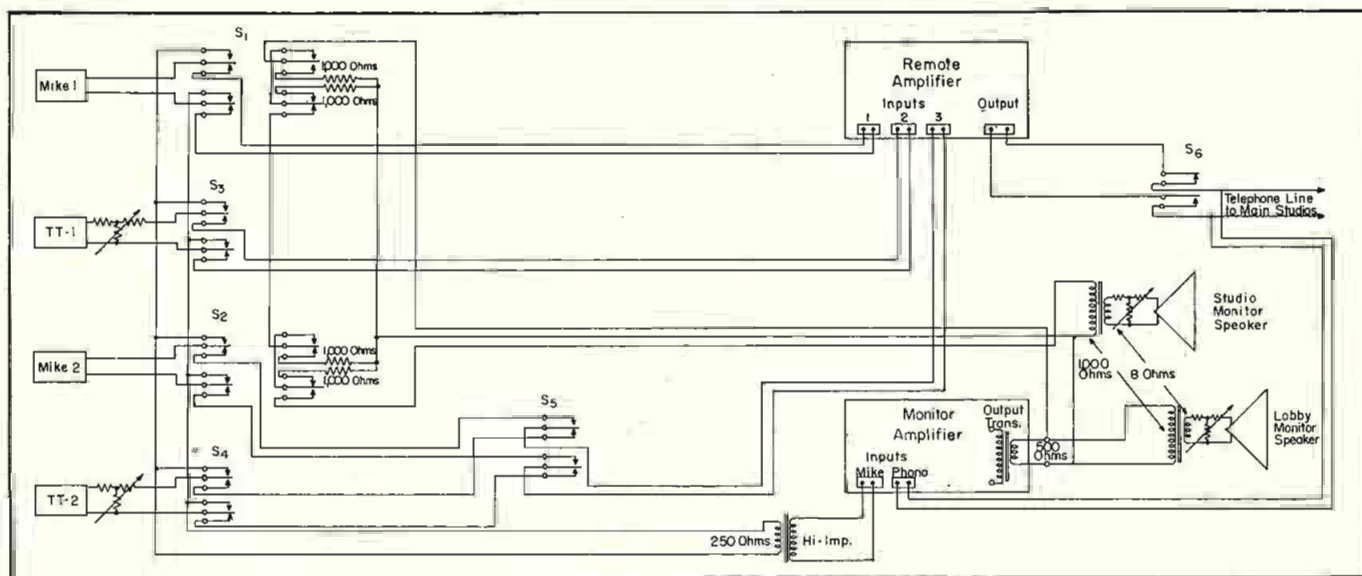 S1
Mike 1
1,000 Ohms
1,000 Ohms
Remote
Amplifier
Inputs
Output
1 2 3
S6
Telephone Line
to Main Studios
S3
TT-1
S2
Mike 2
1,000 Ohms
1,000 Ohms
Studio
Monitor
Speaker
1000
Ohms
8 Ohms
S5
Monitor
Amplifier
Output
Trans.
500
Ohms
Inputs
Mike Phono
Lobby
Monitor
Speaker
S4
TT-2
250 Ohms
Hi-Imp.